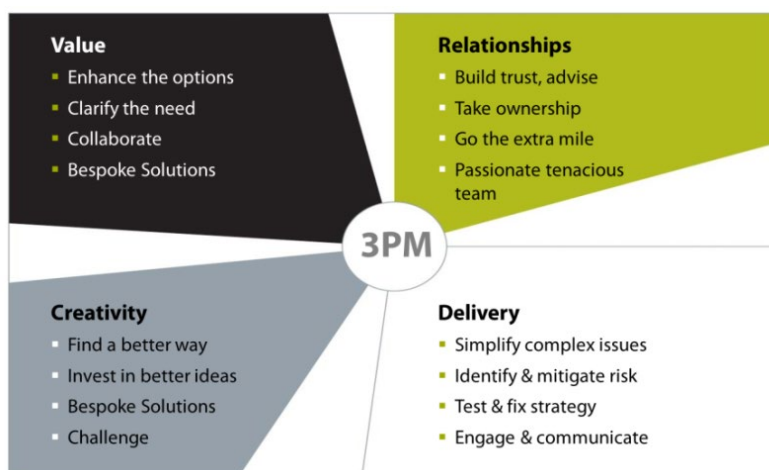 Value
Enhance the options
Clarify the need
Collaborate
Bespoke Solutions
Relationships
Build trust, advise
Take ownership
Go the extra mile
Passionate tenacious
team
3PM
Creativity
Find a better way
Invest in better ideas
Bespoke Solutions
Challenge
Delivery
Simplify complex issues
Identify & mitigate risk
Test & fix strategy
Engage & communicate